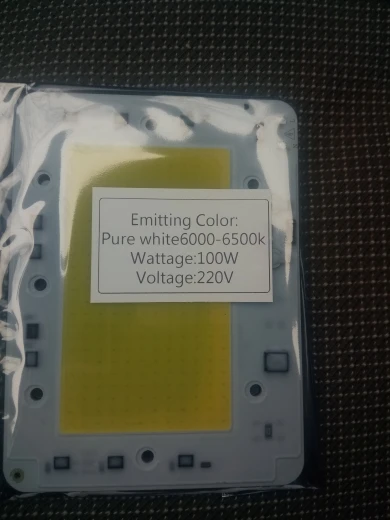 Emitting Color:
Pure white6000-6500k
Wattage:100W
Voltage:220V